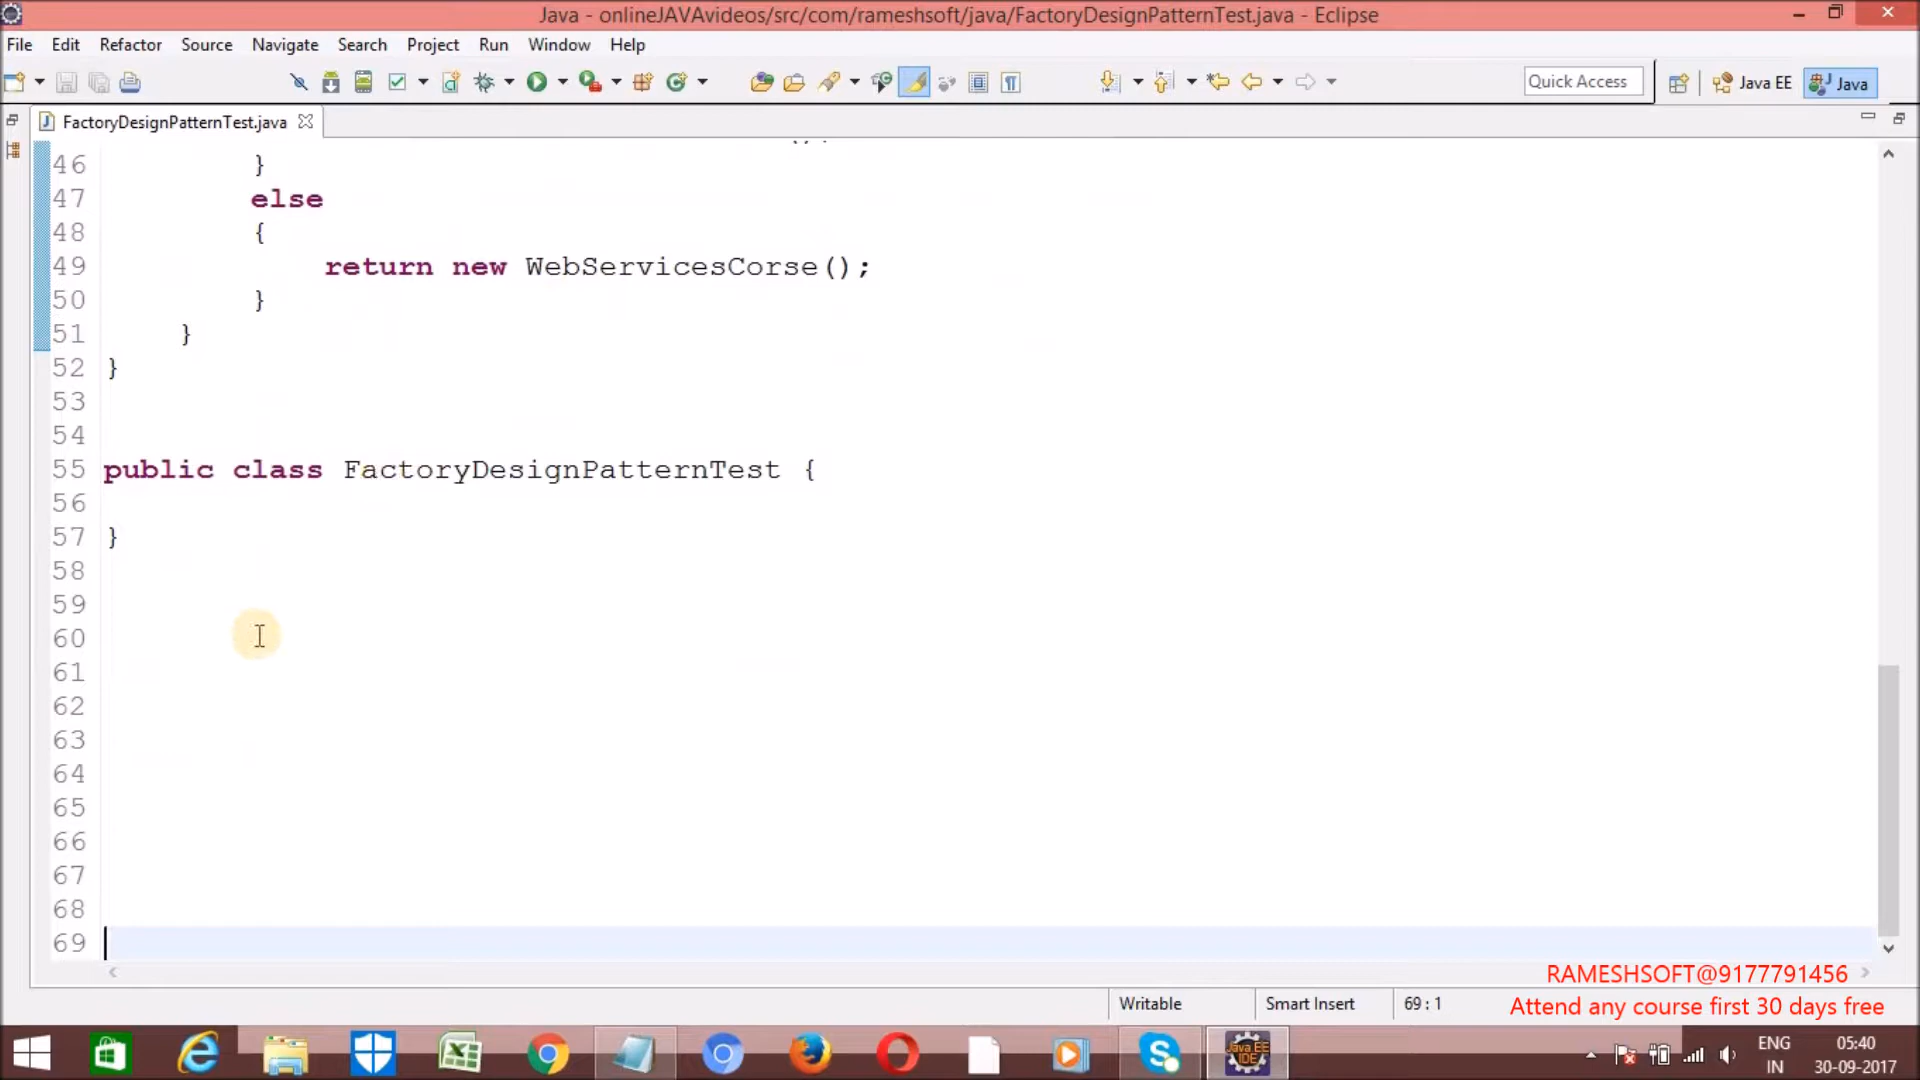 Java - onlineJAVAvideos/src/com/rameshsoft/java/FactoryDesignPatternTest.java - Eclipse
File Edit Refactor Source Navigate Search Project Run Window Help
Quick Access Java EE Java
FactoryDesignPatternTest.java
46 }
47 else
48 {
49 return new WebServicesCorse();
50 }
51 }
52 }
53
54
55 public class FactoryDesignPatternTest {
56
57 }
58
59
60
61
62
63
64
65
66
67
68
69
RAMESHSOFT@9177791456
Writable Smart Insert 69 : 1 Attend any course first 30 days free
Java EE
IDE
ENG 05:40
IN 30-09-2017